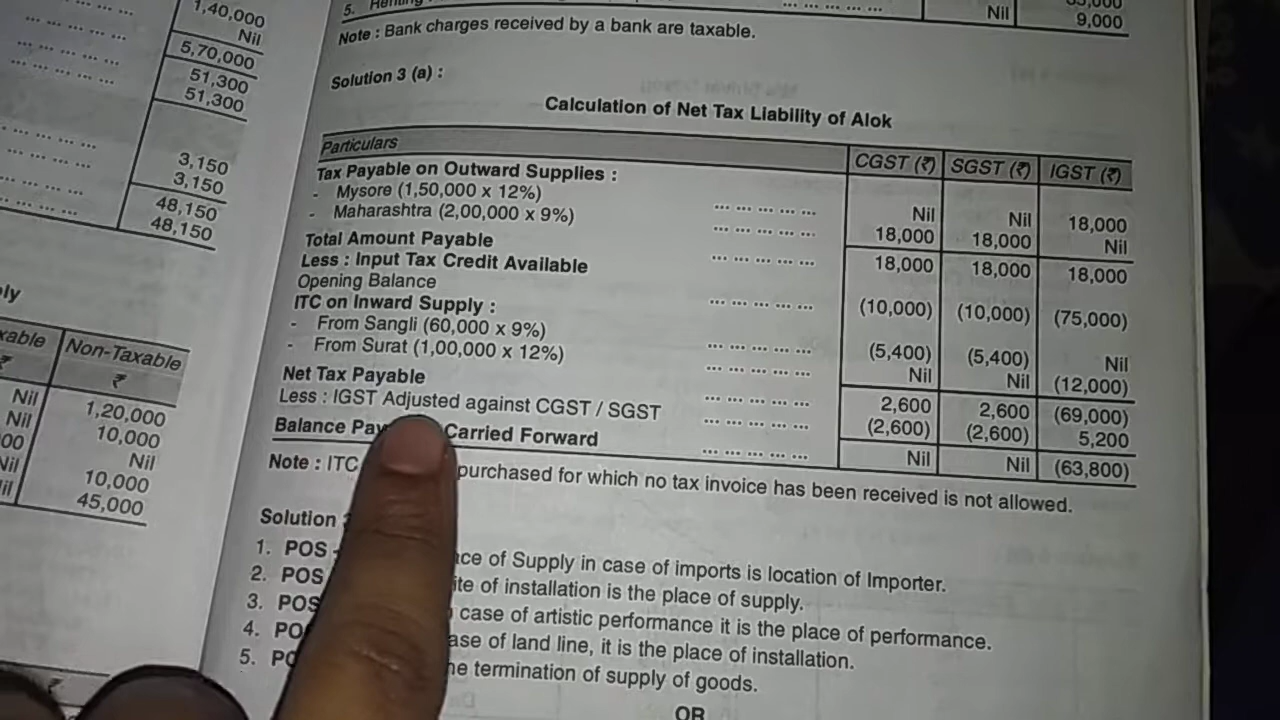 1,40,000
Nil
5,70,000
51,300
51,300
3,150
3,150
48,150
48,150
Non-Taxable
₹ ₹
Nil 1,20,000
Nil 10,000
Nil
Nil 10,000
45,000
5.
Nil 9,000
Note : Bank charges received by a bank are taxable.
Solution 3 (a) :
Calculation of Net Tax Liability of Alok
Particulars CGST (₹) SGST (₹) IGST (₹)
Tax Payable on Outward Supplies :
- Mysore (1,50,000 x 12%) ... ... ... ... ... Nil Nil 18,000
- Maharashtra (2,00,000 x 9%) ... ... ... ... ... 18,000 18,000 Nil
Total Amount Payable ... ... ... ... ... 18,000 18,000 18,000
Less : Input Tax Credit Available
Opening Balance ... ... ... ... ... (10,000) (10,000) (75,000)
ITC on Inward Supply :
- From Sangli (60,000 x 9%) ... ... ... ... ... (5,400) (5,400) Nil
- From Surat (1,00,000 x 12%) ... ... ... ... ... Nil Nil (12,000)
Net Tax Payable ... ... ... ... ... 2,600 2,600 (69,000)
Less : IGST Adjusted against CGST / SGST ... ... ... ... ... (2,600) (2,600) 5,200
Balance Carried Forward ... ... ... ... ... Nil Nil (63,800)
Note : ITC purchased for which no tax invoice has been received is not allowed.
Solution
1. POS of Supply in case of imports is location of Importer.
2. POS of installation is the place of supply.
3. POS case of artistic performance it is the place of performance.
4. of land line, it is the place of installation.
5. termination of supply of goods.
OR